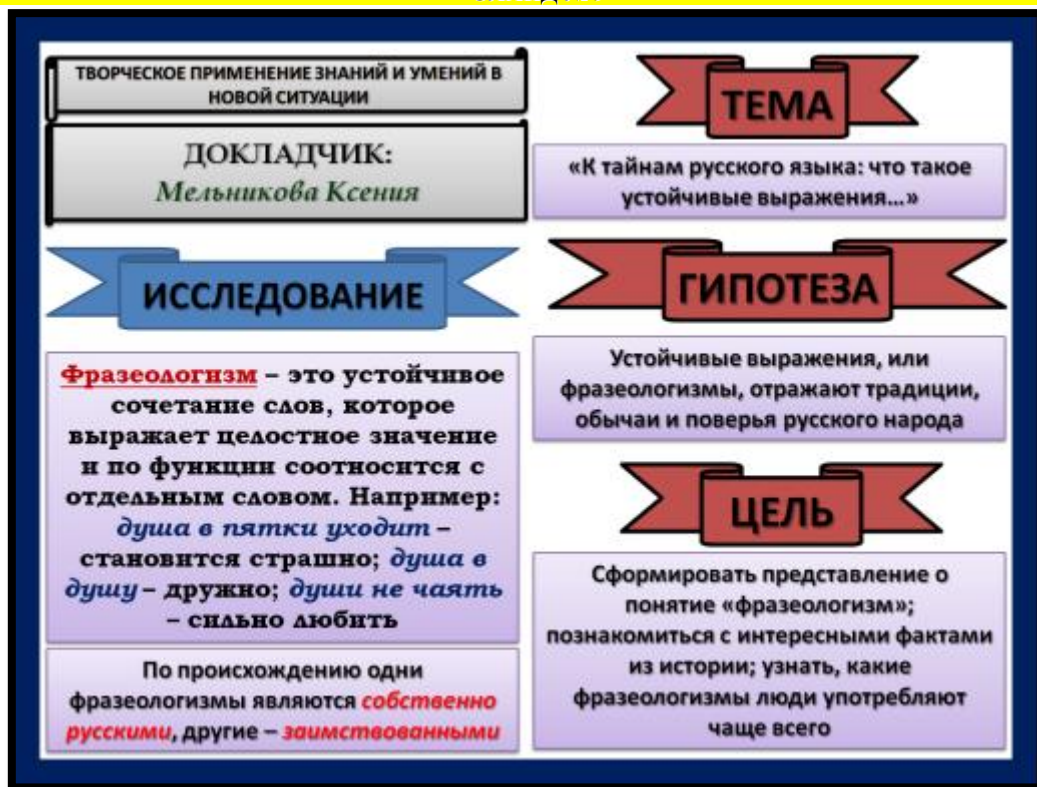 ТВОРЧЕСКОЕ ПРИМЕНЕНИЕ ЗНАНИЙ И УМЕНИЙ В
НОВОЙ СИТУАЦИИ
ДОКЛАДЧИК:
Мельникова Ксения
ИССЛЕДОВАНИЕ
Фразеологизм – это устойчивое
сочетание слов, которое
выражает целостное значение
и по функции соотносится с
отдельным словом. Например:
душа в пятки уходит –
становится страшно; душа в
душу – дружно; души не чаять
– сильно любить
По происхождению одни
фразеологизмы являются собственно
русскими, другие – заимствованными
ТЕМА
«К тайнам русского языка: что такое
устойчивые выражения...»
ГИПОТЕЗА
Устойчивые выражения, или
фразеологизмы, отражают традиции,
обычаи и поверья русского народа
ЦЕЛЬ
Сформировать представление о
понятие «фразеологизм»;
познакомиться с интересными фактами
из истории; узнать, какие
фразеологизмы люди употребляют
чаще всего